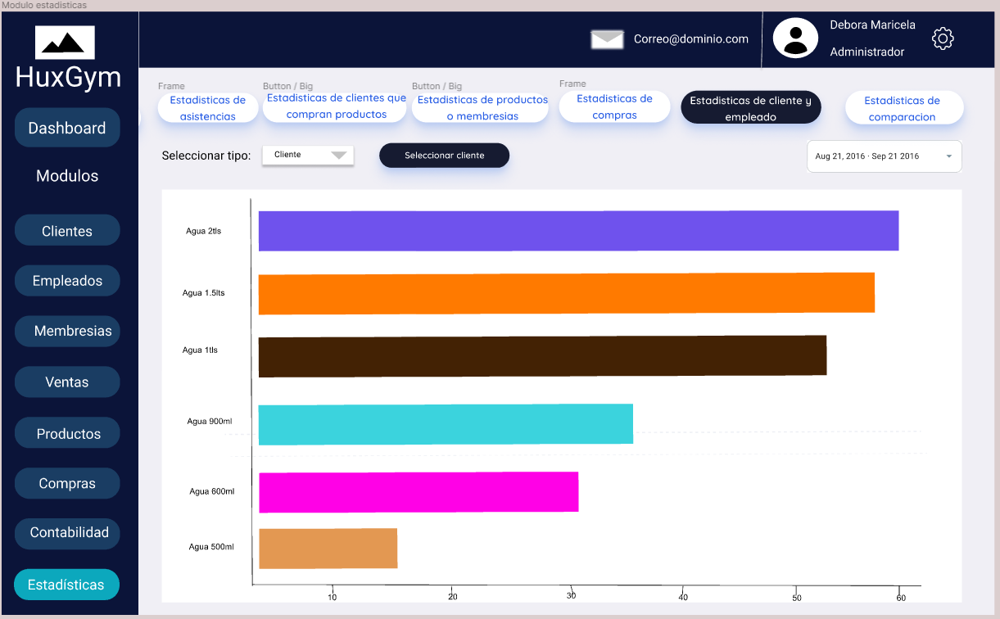 Modulo estadisticas
HuxGym
Correo@dominio.com
Debora Maricela
Administrador
Dashboard
Modulos
Clientes
Empleados
Membresias
Ventas
Productos
Compras
Contabilidad
Estadísticas
Frame
Estadisticas de
asistencias
Button / Big
Estadisticas de clientes que
compran productos
Button / Big
Estadisticas de productos
o membresias
Frame
Estadisticas de
compras
Estadisticas de cliente y
empleado
Estadisticas de
comparacion
Seleccionar tipo:
Cliente
Seleccionar cliente
Aug 21, 2016 · Sep 21 2016
Agua 2tls
Agua 1.5lts
Agua 1tls
Agua 900ml
Agua 600ml
Agua 500ml
10 20 30 40 50 60